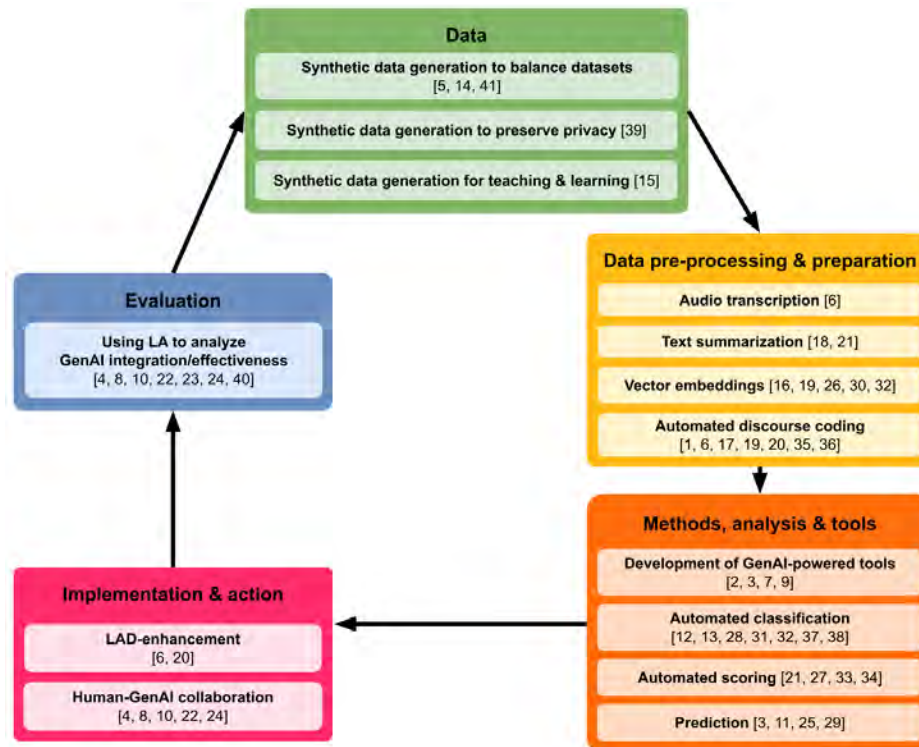 Data
Synthetic data generation to balance datasets
[5, 14, 41]
Synthetic data generation to preserve privacy [39]
Synthetic data generation for teaching & learning [15]
Data pre-processing & preparation
Audio transcription [6]
Text summarization [18, 21]
Vector embeddings [16, 19, 26, 30, 32]
Automated discourse coding
[1, 6, 17, 19, 20, 35, 36]
Methods, analysis & tools
Development of GenAI-powered tools
[2, 3, 7, 9]
Automated classification
[12, 13, 28, 31, 32, 37, 38]
Automated scoring [21, 27, 33, 34]
Prediction [3, 11, 25, 29]
Implementation & action
LAD-enhancement
[6, 20]
Human-GenAI collaboration
[4, 8, 10, 22, 24]
Evaluation
Using LA to analyze
GenAI integration/effectiveness
[4, 8, 10, 22, 23, 24, 40]